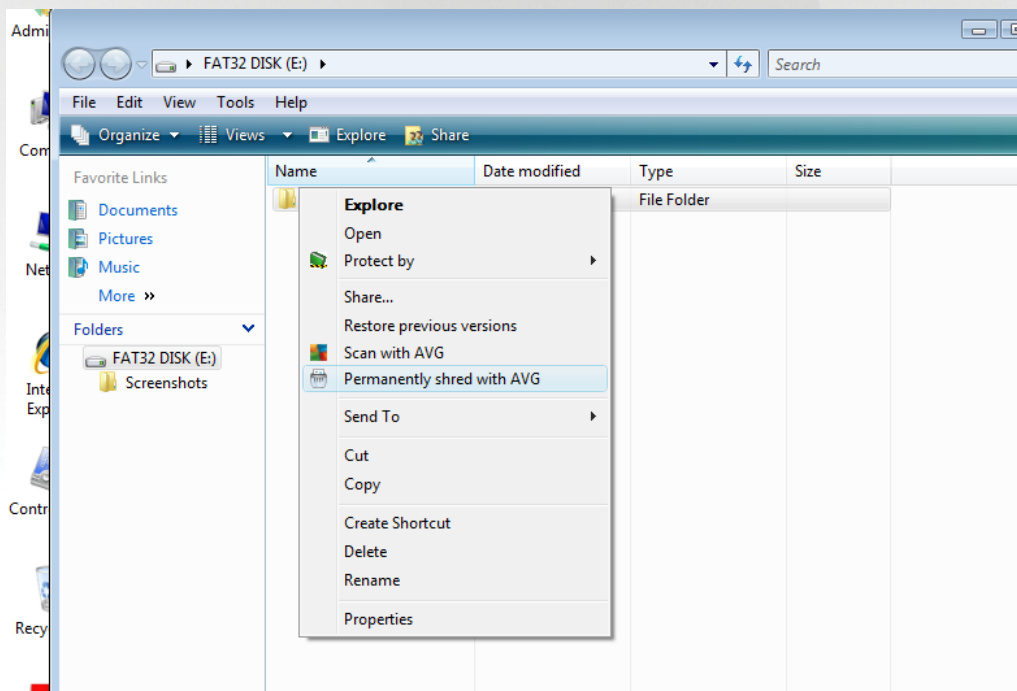 Admi
FAT32 DISK (E:)
Search
File Edit View Tools Help
Organize Views Explore Share
Com
Favorite Links
Name Date modified Type Size
File Folder
Documents
Pictures
Net
Music
More »
Folders
FAT32 DISK (E:)
Screenshots
Inte
Exp
Contr
Recy
Explore
Open
Protect by
Share...
Restore previous versions
Scan with AVG
Permanently shred with AVG
Send To
Cut
Copy
Create Shortcut
Delete
Rename
Properties